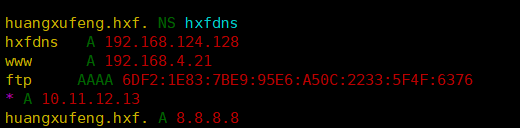 huangxufeng.hxf. NS hxfdns
hxfdns A 192.168.124.128
www A 192.168.4.21
ftp AAAA 6DF2:1E83:7BE9:95E6:A50C:2233:5F4F:6376
* A 10.11.12.13
huangxufeng.hxf. A 8.8.8.8